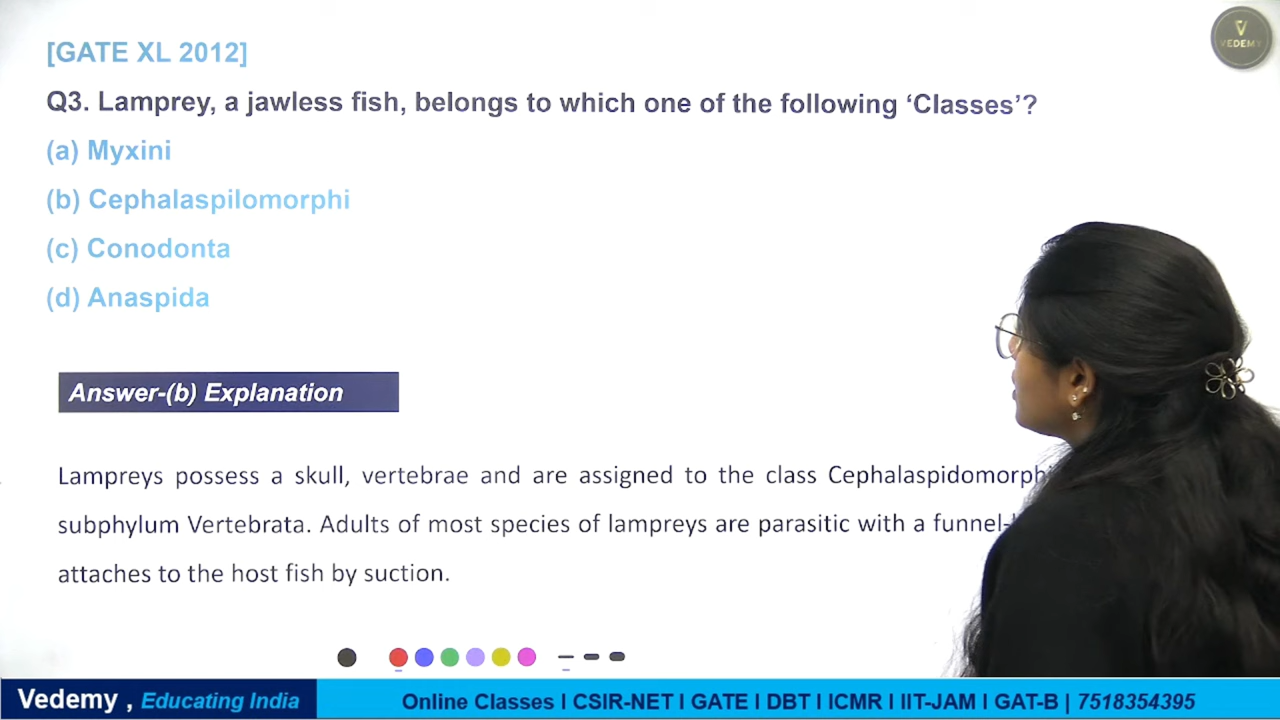 [GATE XL 2012]
VEDEMY
Q3. Lamprey, a jawless fish, belongs to which one of the following ‘Classes’?
(a) Myxini
(b) Cephalaspilomorphi
(c) Conodonta
(d) Anaspida
Answer-(b) Explanation
Lampreys possess a skull, vertebrae and are assigned to the class Cephalaspidomorphi
subphylum Vertebrata. Adults of most species of lampreys are parasitic with a
attaches to the host fish by suction.
Vedemy , Educating India
Online Classes I CSIR-NET I GATE I DBT I ICMR I IIT-JAM I GAT-B | 7518354395